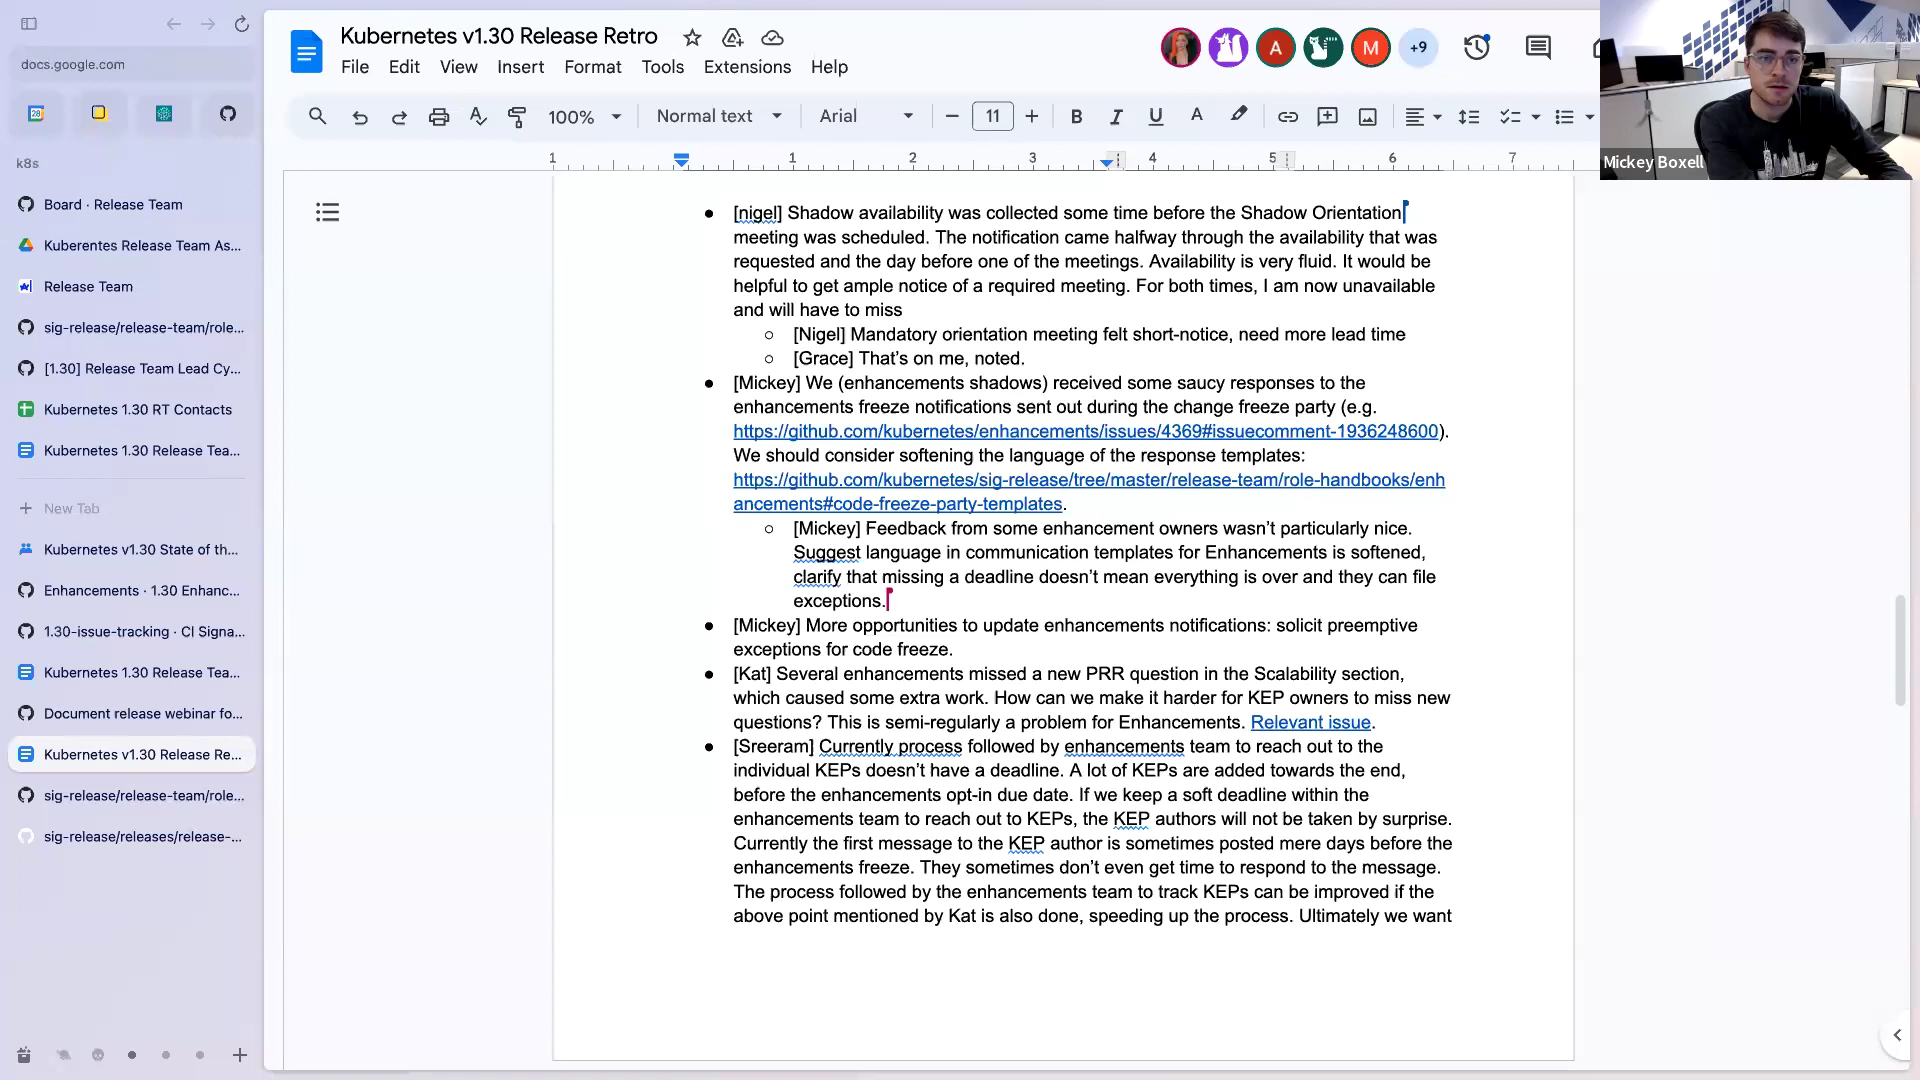 docs.google.com
28
k8s
Board · Release Team
Kuberentes Release Team As...
Release Team
sig-release/release-team/role...
[1.30] Release Team Lead Cy...
Kubernetes 1.30 RT Contacts
Kubernetes 1.30 Release Tea...
New Tab
Kubernetes v1.30 State of th...
Enhancements · 1.30 Enhanc...
1.30-issue-tracking · CI Signa...
Kubernetes 1.30 Release Tea...
Document release webinar fo...
Kubernetes v1.30 Release Re...
sig-release/release-team/role...
sig-release/releases/release-...
Kubernetes v1.30 Release Retro
File Edit View Insert Format Tools Extensions Help
A M +9
100% Normal text Arial 11 B I U A
1 1 2 3 4 5 6 7
Mickey Boxell
[nigel] Shadow availability was collected some time before the Shadow Orientation
meeting was scheduled. The notification came halfway through the availability that was
requested and the day before one of the meetings. Availability is very fluid. It would be
helpful to get ample notice of a required meeting. For both times, I am now unavailable
and will have to miss
[Nigel] Mandatory orientation meeting felt short-notice, need more lead time
[Grace] That's on me, noted.
[Mickey] We (enhancements shadows) received some saucy responses to the
enhancements freeze notifications sent out during the change freeze party (e.g.
https://github.com/kubernetes/enhancements/issues/4369#issuecomment-1936248600).
We should consider softening the language of the response templates:
https://github.com/kubernetes/sig-release/tree/master/release-team/role-handbooks/enh
ancements#code-freeze-party-templates.
[Mickey] Feedback from some enhancement owners wasn't particularly nice.
Suggest language in communication templates for Enhancements is softened,
clarify that missing a deadline doesn't mean everything is over and they can file
exceptions.
[Mickey] More opportunities to update enhancements notifications: solicit preemptive
exceptions for code freeze.
[Kat] Several enhancements missed a new PRR question in the Scalability section,
which caused some extra work. How can we make it harder for KEP owners to miss new
questions? This is semi-regularly a problem for Enhancements. Relevant issue.
[Sreeram] Currently process followed by enhancements team to reach out to the
individual KEPs doesn't have a deadline. A lot of KEPs are added towards the end,
before the enhancements opt-in due date. If we keep a soft deadline within the
enhancements team to reach out to KEPs, the KEP authors will not be taken by surprise.
Currently the first message to the KEP author is sometimes posted mere days before the
enhancements freeze. They sometimes don't even get time to respond to the message.
The process followed by the enhancements team to track KEPs can be improved if the
above point mentioned by Kat is also done, speeding up the process. Ultimately we want